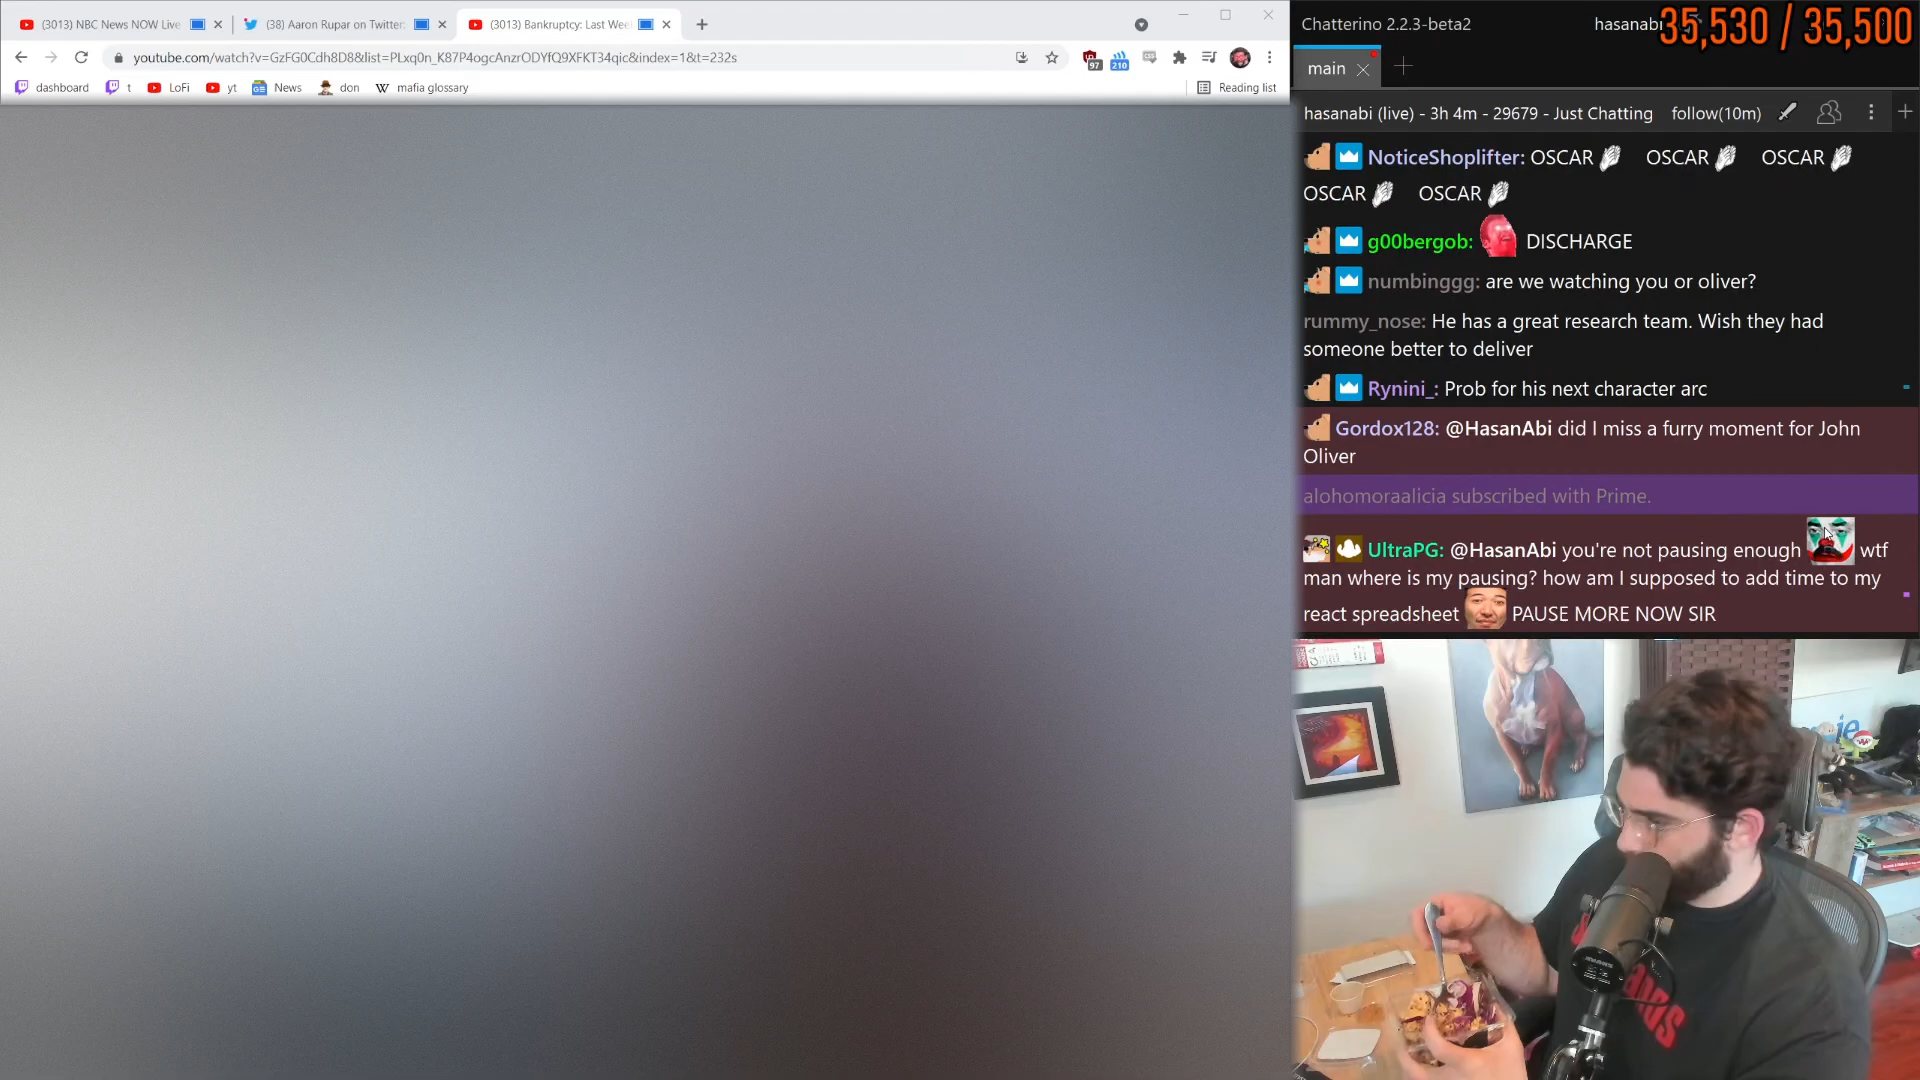 (3013) NBC News NOW Live
(38) Aaron Rupar on Twitter:
(3013) Bankruptcy: Last Wee
youtube.com/watch?v=GzFG0Cdh8D8&list=PLxq0n_K87P4ogcAnzrODYfQ9XFKT34qic&index=1&t=232s
97
210
dashboard
t
LoFi
yt
News
don
mafia glossary
Reading list
Chatterino 2.2.3-beta2
hasanabi
35,530 / 35,500
main
hasanabi (live) - 3h 4m - 29679 - Just Chatting
follow(10m)
NoticeShoplifter: OSCAR OSCAR OSCAR
OSCAR OSCAR
g00bergob: DISCHARGE
numbinggg: are we watching you or oliver?
rummy_nose: He has a great research team. Wish they had
someone better to deliver
Rynini_: Prob for his next character arc
Gordox128: @HasanAbi did I miss a furry moment for John
Oliver
alohomoraalicia subscribed with Prime.
UltraPG: @HasanAbi you're not pausing enough wtf
man where is my pausing? how am I supposed to add time to my
react spreadsheet PAUSE MORE NOW SIR